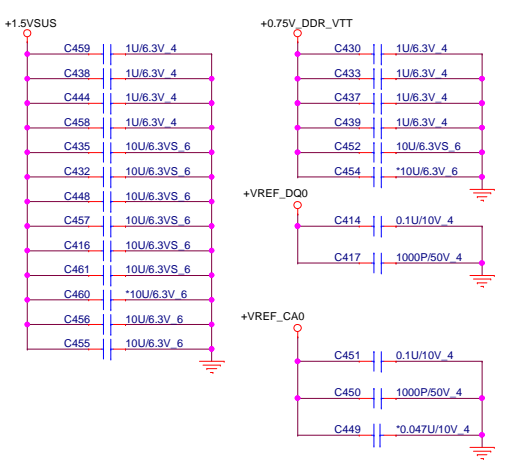 +1.5VSUS
C459 1U/6.3V_4
C438 1U/6.3V_4
C444 1U/6.3V_4
C458 1U/6.3V_4
C435 10U/6.3VS_6
C432 10U/6.3VS_6
C448 10U/6.3VS_6
C457 10U/6.3VS_6
C416 10U/6.3VS_6
C461 10U/6.3VS_6
C460 *10U/6.3V_6
C456 10U/6.3V_6
C455 10U/6.3V_6
+0.75V_DDR_VTT
C430 1U/6.3V_4
C433 1U/6.3V_4
C437 1U/6.3V_4
C439 1U/6.3V_4
C452 10U/6.3VS_6
C454 *10U/6.3V_6
+VREF_DQ0
C414 0.1U/10V_4
C417 1000P/50V_4
+VREF_CA0
C451 0.1U/10V_4
C450 1000P/50V_4
C449 *0.047U/10V_4